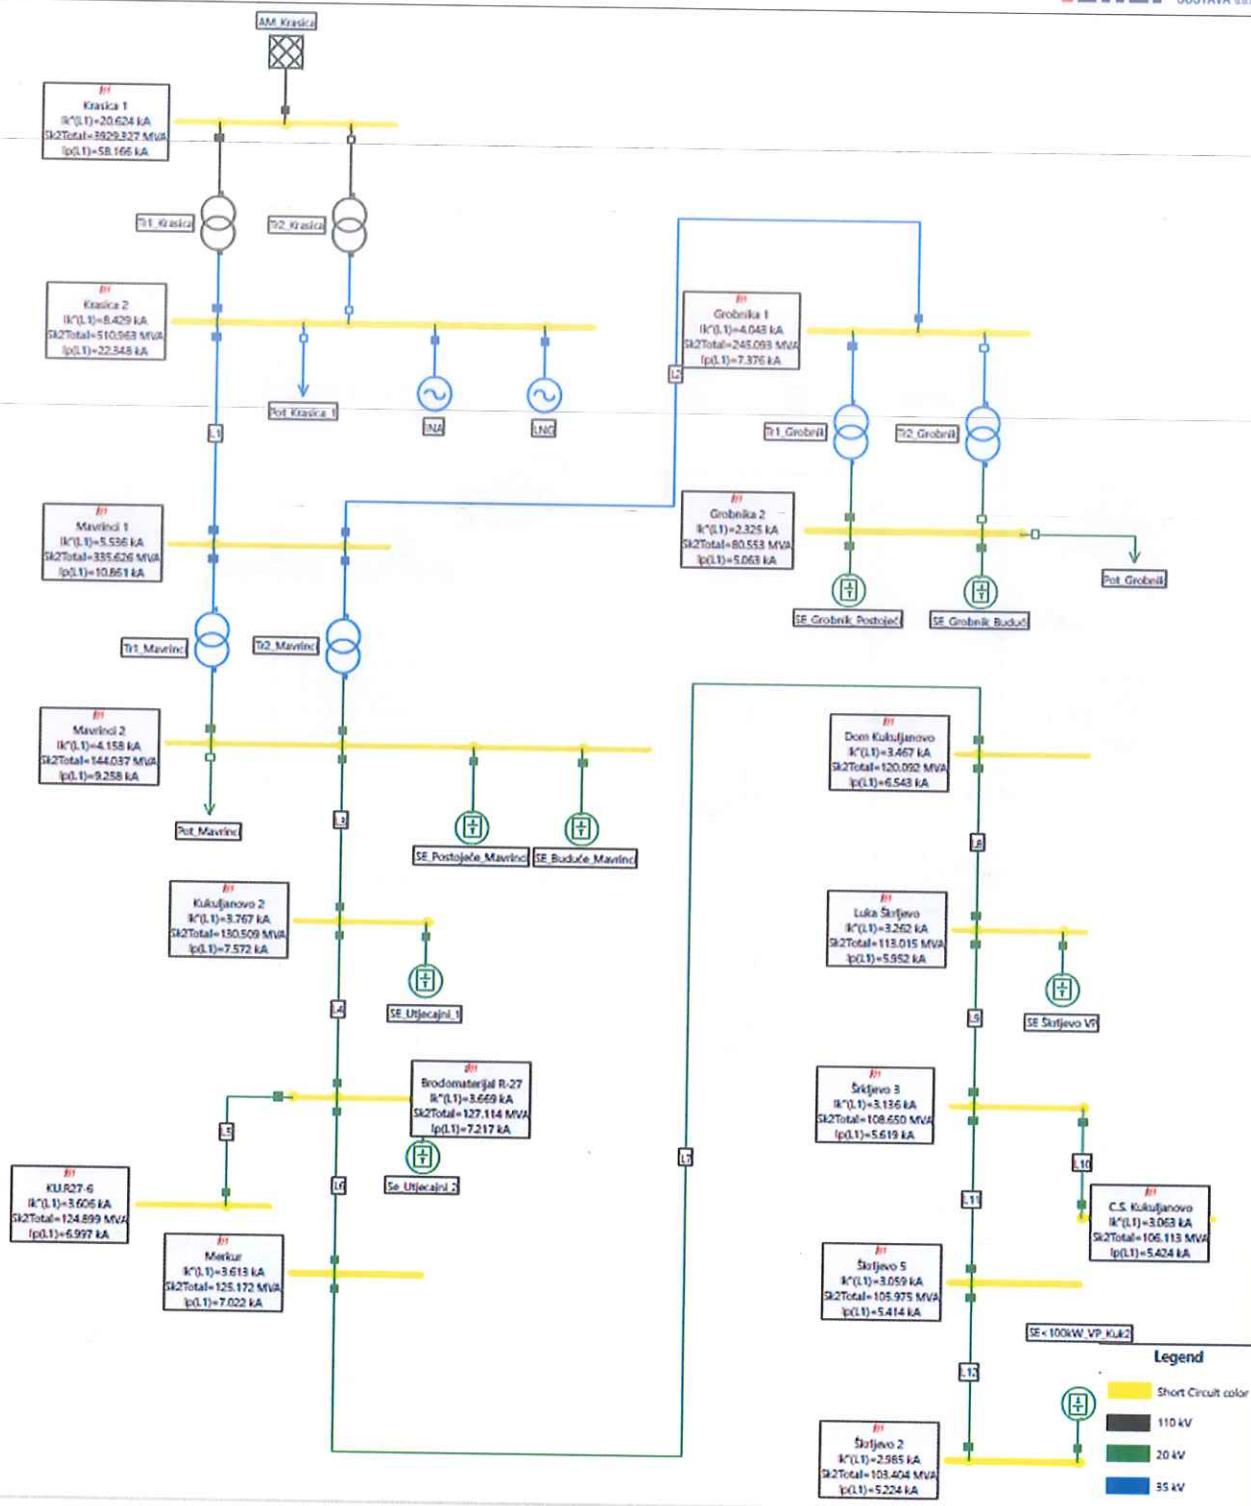 AM_Krasica
Krasica 1
Ik"(L1)=20.624 kA
Sk2Total=3929.327 MVA
Ip(L1)=58.166 kA
Tr1_Krasica
Tr2_Krasica
Krasica 2
Ik"(L1)=8.429 kA
Sk2Total=510.963 MVA
Ip(L1)=22.348 kA
Pot_Krasica_1
INA
LNG
L1
L2
Grobnika 1
Ik"(L1)=4.043 kA
Sk2Total=245.093 MVA
Ip(L1)=7.376 kA
Tr1_Grobnik
Tr2_Grobnik
Grobnika 2
Ik"(L1)=2.325 kA
Sk2Total=80.553 MVA
Ip(L1)=5.063 kA
Pot_Grobnik
SE_Grobnik_Postojeć
SE_Grobnik_Buduć
Mavrinci 1
Ik"(L1)=5.536 kA
Sk2Total=335.626 MVA
Ip(L1)=10.861 kA
Tr1_Mavrinci
Tr2_Mavrinci
Mavrinci 2
Ik"(L1)=4.158 kA
Sk2Total=144.037 MVA
Ip(L1)=9.258 kA
Pot_Mavrinci
SE_Postojeće_Mavrinci
SE_Buduće_Mavrinci
L3
Kukuljanovo 2
Ik"(L1)=3.767 kA
Sk2Total=130.509 MVA
Ip(L1)=7.572 kA
SE_Utjecajni_1
L4
Brodomaterijal R-27
Ik"(L1)=3.669 kA
Sk2Total=127.114 MVA
Ip(L1)=7.217 kA
Se_Utjecajni_2
L5
KU.R27-6
Ik"(L1)=3.606 kA
Sk2Total=124.899 MVA
Ip(L1)=6.997 kA
L6
Merkur
Ik"(L1)=3.613 kA
Sk2Total=125.172 MVA
Ip(L1)=7.022 kA
L7
Dom Kukuljanovo
Ik"(L1)=3.467 kA
Sk2Total=120.092 MVA
Ip(L1)=6.543 kA
L8
Luka Škrljevo
Ik"(L1)=3.262 kA
Sk2Total=113.015 MVA
Ip(L1)=5.952 kA
SE Škrljevo VP
L9
Šrkljevo 3
Ik"(L1)=3.136 kA
Sk2Total=108.650 MVA
Ip(L1)=5.619 kA
L10
C.S. Kukuljanovo
Ik"(L1)=3.063 kA
Sk2Total=106.113 MVA
Ip(L1)=5.424 kA
L11
Škrljevo 5
Ik"(L1)=3.059 kA
Sk2Total=105.975 MVA
Ip(L1)=5.414 kA
L12
SE<100kW_VP_Kuk2
Škrljevo 2
Ik"(L1)=2.985 kA
Sk2Total=103.404 MVA
Ip(L1)=5.224 kA
Legend
Short Circuit color
110 kV
20 kV
35 kV